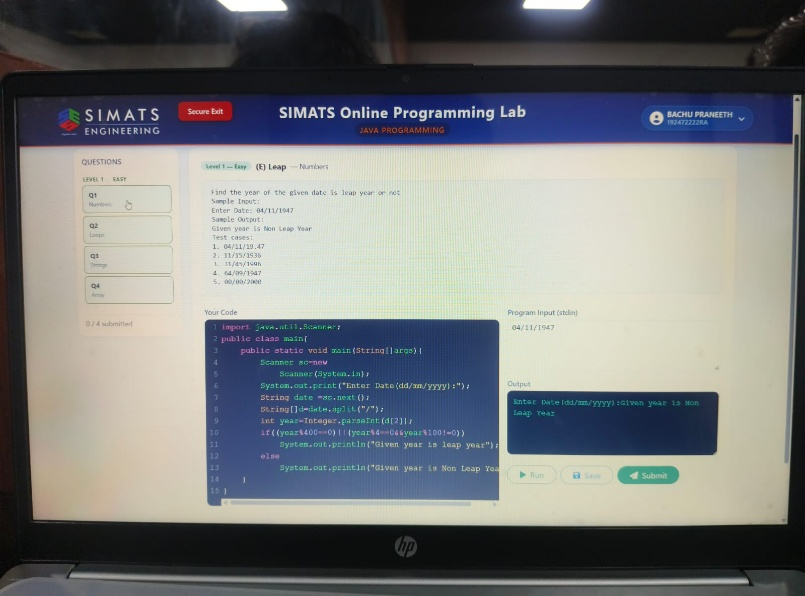 SIMATS
ENGINEERING
Secure Exit
SIMATS Online Programming Lab
JAVA PROGRAMMING
BACHU PRANEETH
192472222RA
QUESTIONS
LEVEL 1 - EASY
Q1
Numbers
Q2
Loops
Q3
Strings
Q4
Array
0 / 4 submitted
Level 1 — Easy (E) Leap — Numbers
Find the year of the given date is leap year or not
Sample Input:
Enter Date: 04/11/1947
Sample Output:
Given year is Non Leap Year
Test cases:
1. 04/11/19.47
2. 11/15/1936
3. 31/45/1996
4. 64/09/1947
5. 00/00/2000
Your Code
1 import java.util.Scanner;
2 public class main{
3 public static void main(String[]args){
4 Scanner sc=new
5 Scanner(System.in);
6 System.out.print("Enter Date(dd/mm/yyyy):");
7 String date =sc.next();
8 String[]d=date.split("/");
9 int year=Integer.parseInt(d[2]);
10 if((year%400==0)||(year%4==0&&year%100!=0))
11 System.out.println("Given year is leap year");
12 else
13 System.out.println("Given year is Non Leap Yea
14 }
15 }
Program Input (stdin)
04/11/1947
Output
Enter Date(dd/mm/yyyy):Given year is Non
Leap Year
Run
Save
Submit
hp